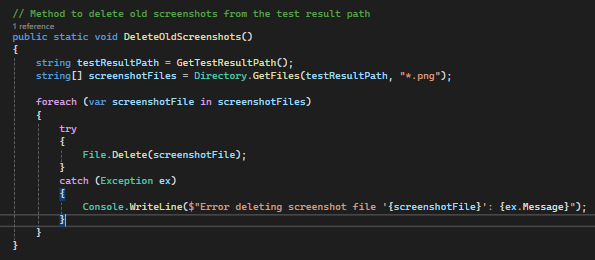 // Method to delete old screenshots from the test result path
1 reference
public static void DeleteOldScreenshots()
{
    string testResultPath = GetTestResultPath();
    string[] screenshotFiles = Directory.GetFiles(testResultPath, "*.png");

    foreach (var screenshotFile in screenshotFiles)
    {
        try
        {
            File.Delete(screenshotFile);
        }
        catch (Exception ex)
        {
            Console.WriteLine($"Error deleting screenshot file '{screenshotFile}': {ex.Message}");
        }
    }
}